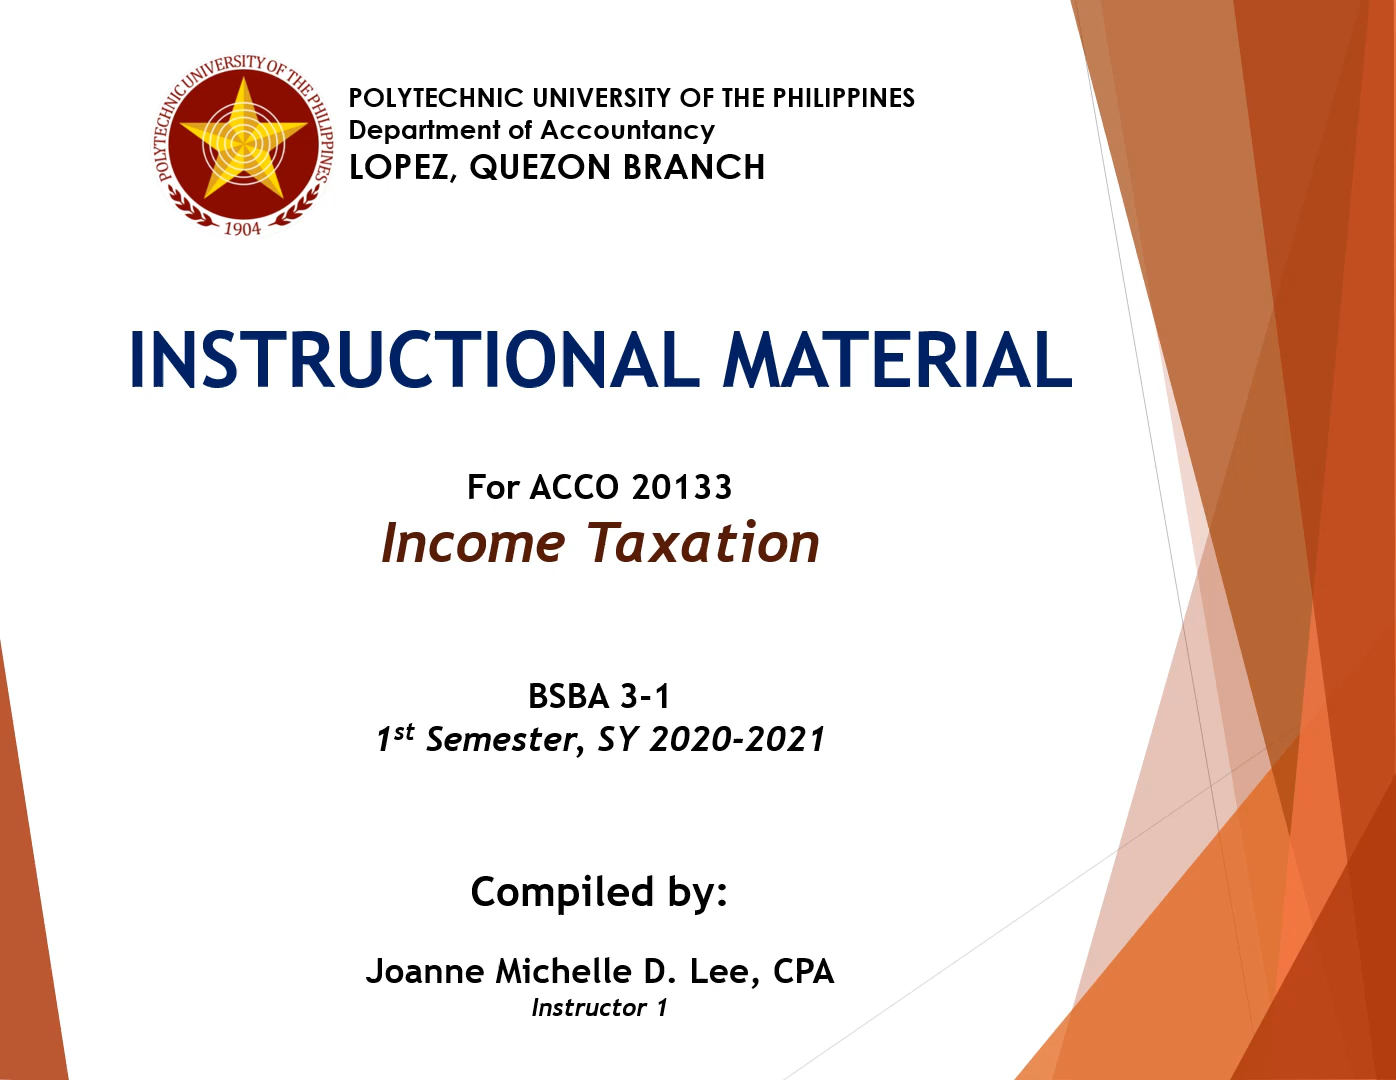 POLYTECHNIC UNIVERSITY OF THE PHILIPPINES
1904
POLYTECHNIC UNIVERSITY OF THE PHILIPPINES
Department of Accountancy
LOPEZ, QUEZON BRANCH
INSTRUCTIONAL MATERIAL
For ACCO 20133
Income Taxation
BSBA 3-1
1st Semester, SY 2020-2021
Compiled by:
Joanne Michelle D. Lee, CPA
Instructor 1